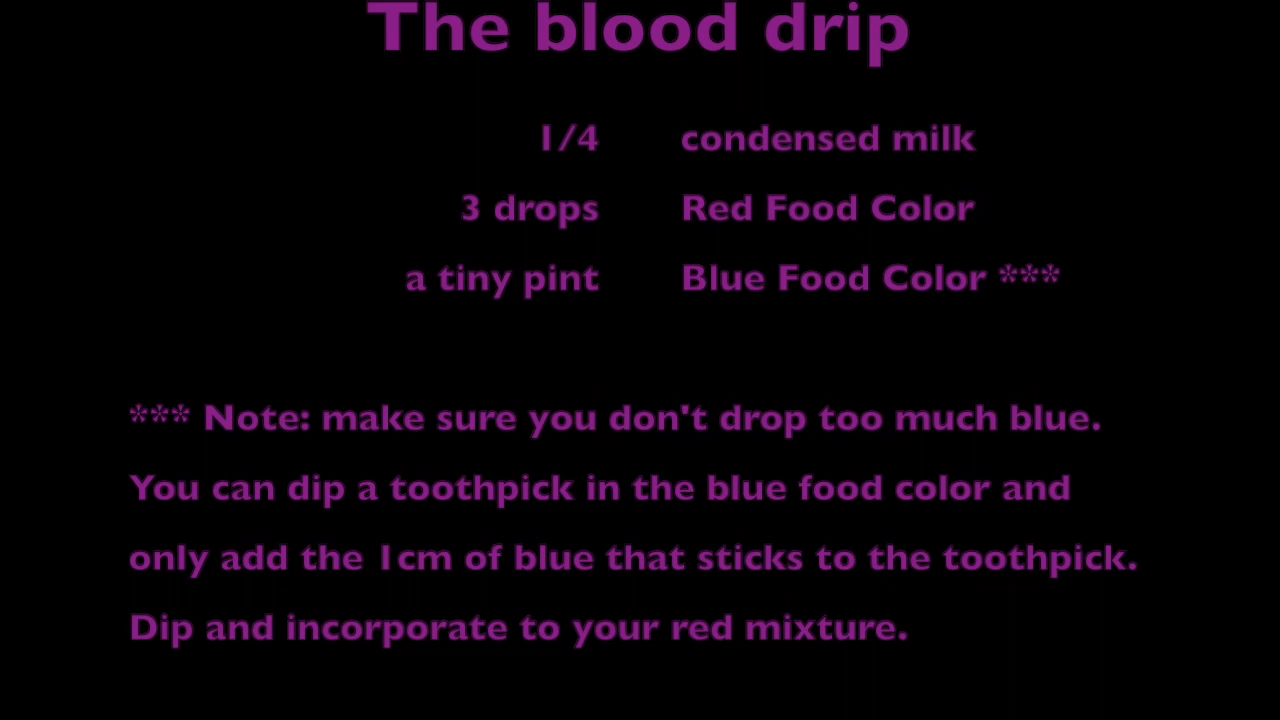 The blood drip
1/4 condensed milk
3 drops Red Food Color
a tiny pint Blue Food Color ***
*** Note: make sure you don't drop too much blue.
You can dip a toothpick in the blue food color and
only add the 1cm of blue that sticks to the toothpick.
Dip and incorporate to your red mixture.